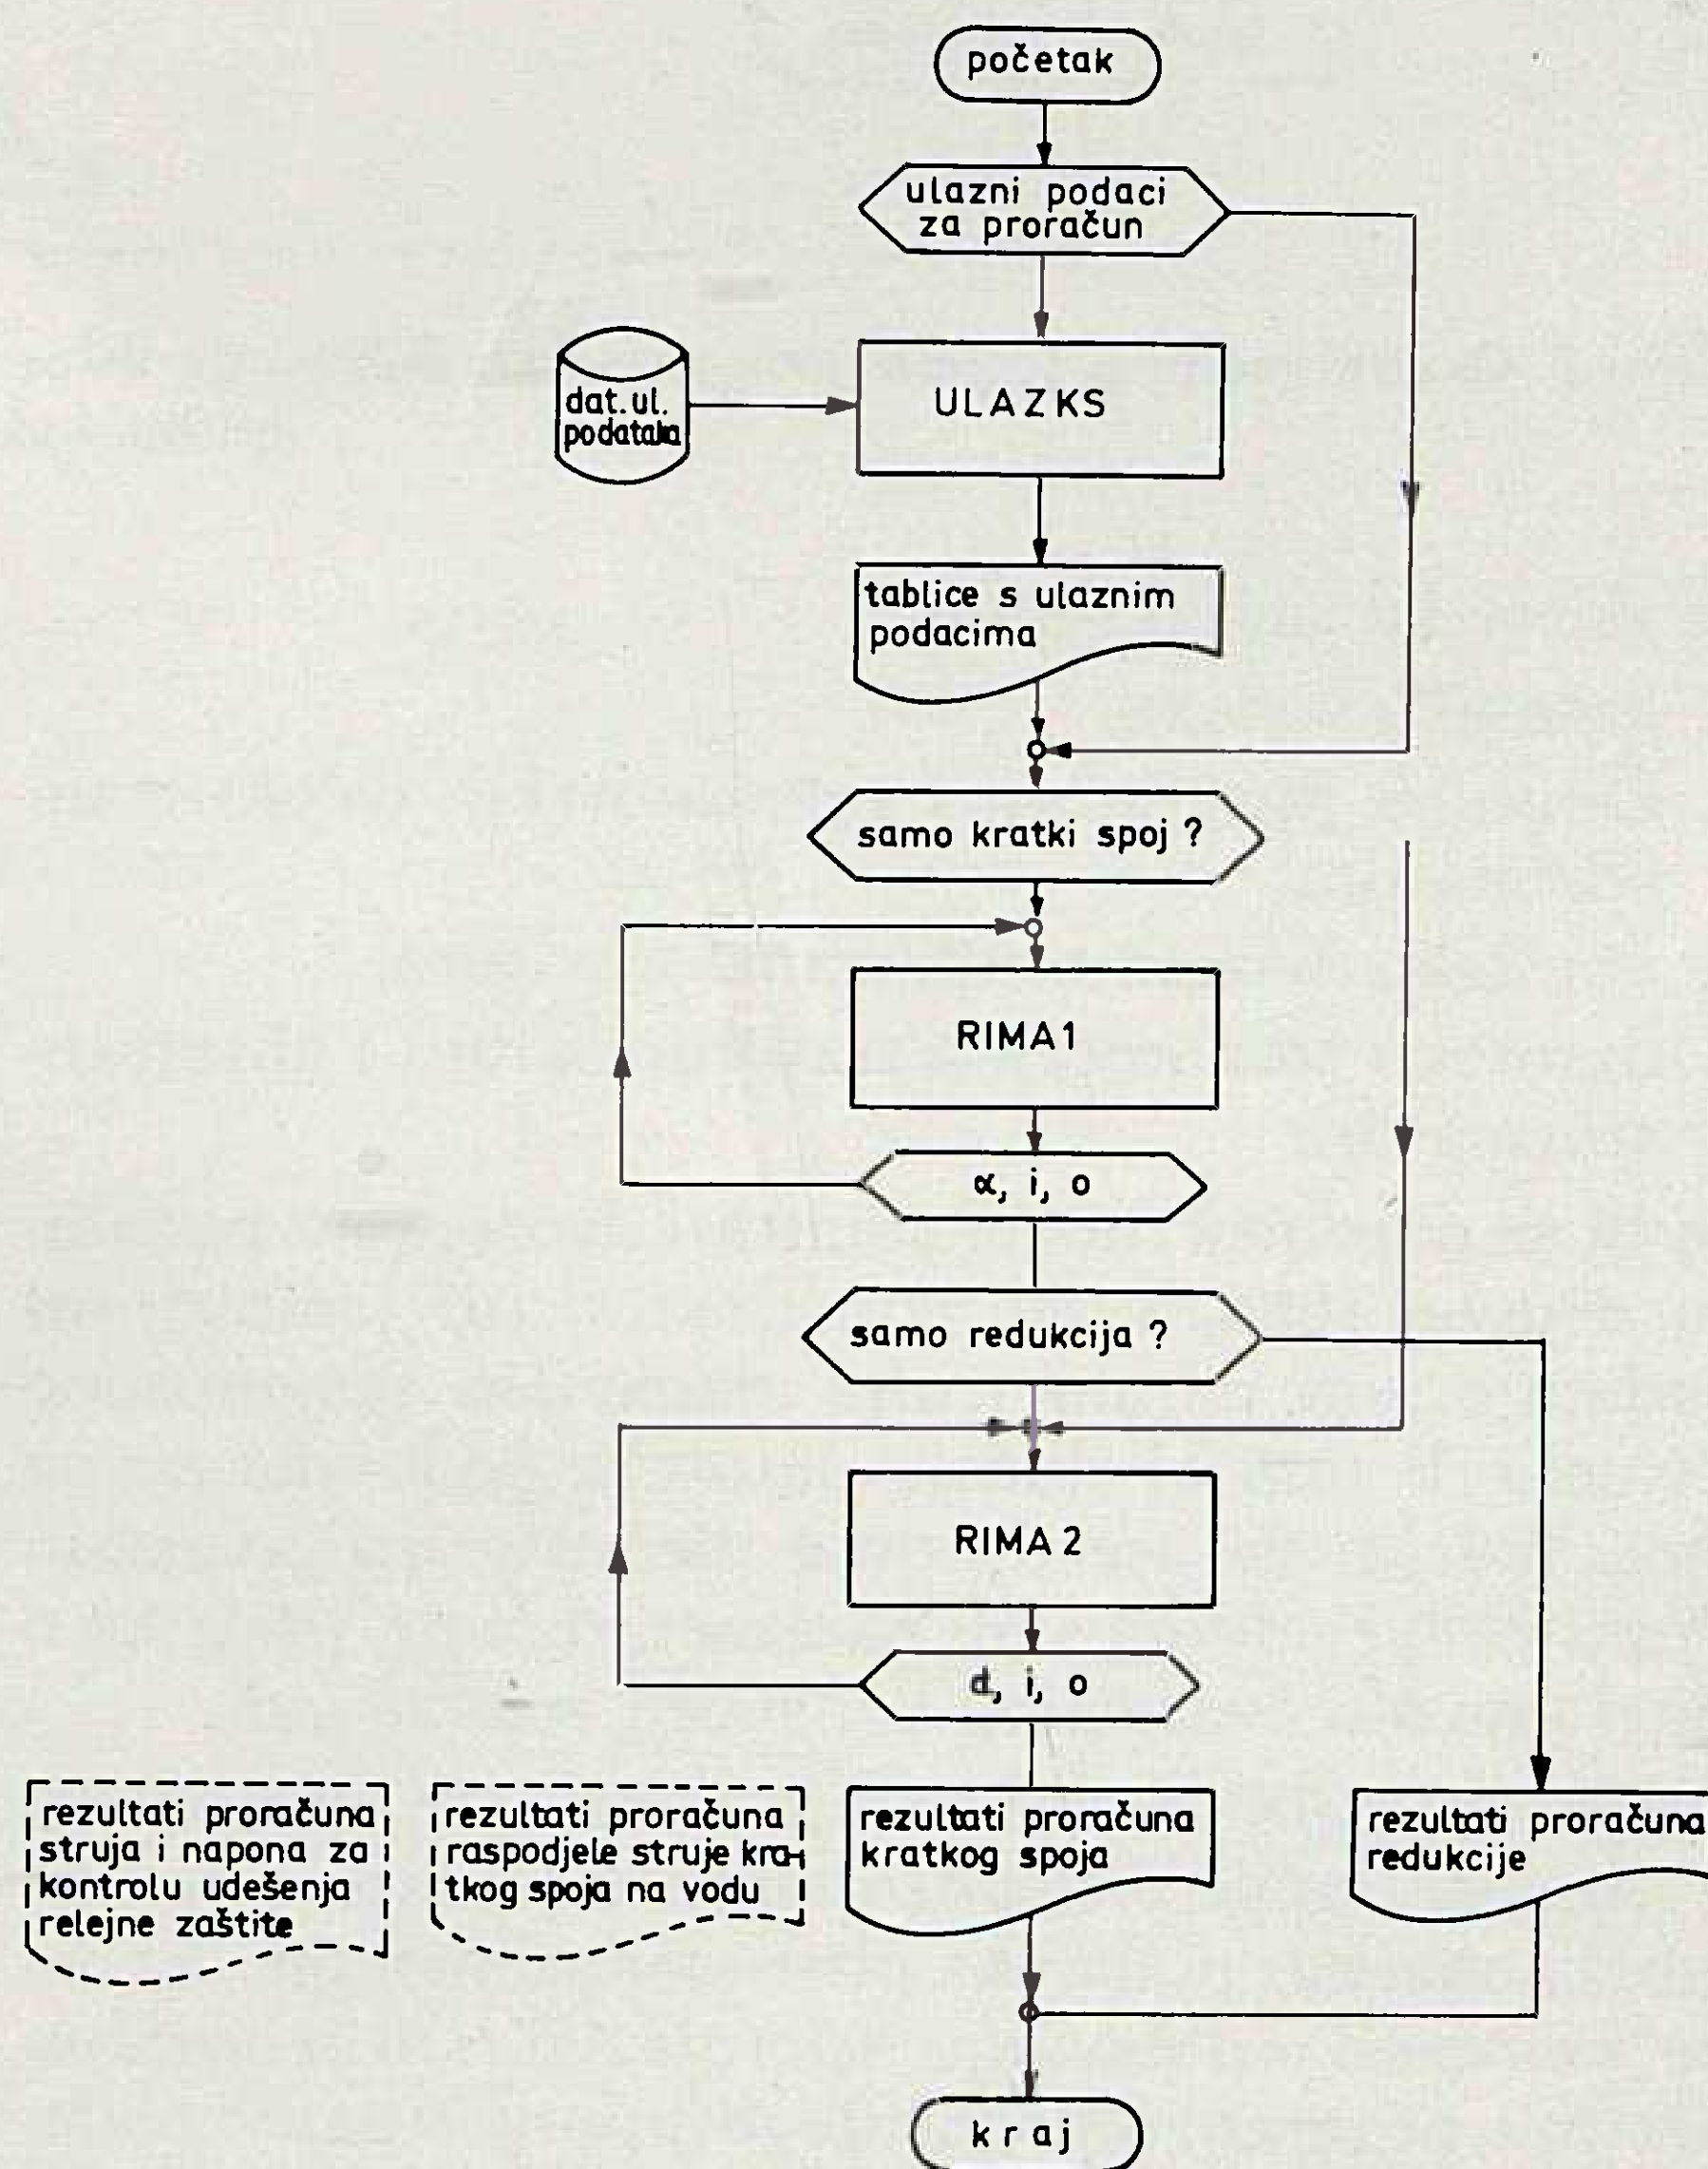 početak
ulazni podaci
za proračun
dat. ul.
podataka
ULAZKS
tablice s ulaznim
podacima
samo kratki spoj ?
RIMA1
α, i, o
samo redukcija ?
RIMA 2
d, i, o
rezultati proračuna
struja i napona za
kontrolu udešenja
relejne zaštite
rezultati proračuna
raspodjele struje kra-
tkog spoja na vodu
rezultati proračuna
kratkog spoja
rezultati proračuna
redukcije
kraj